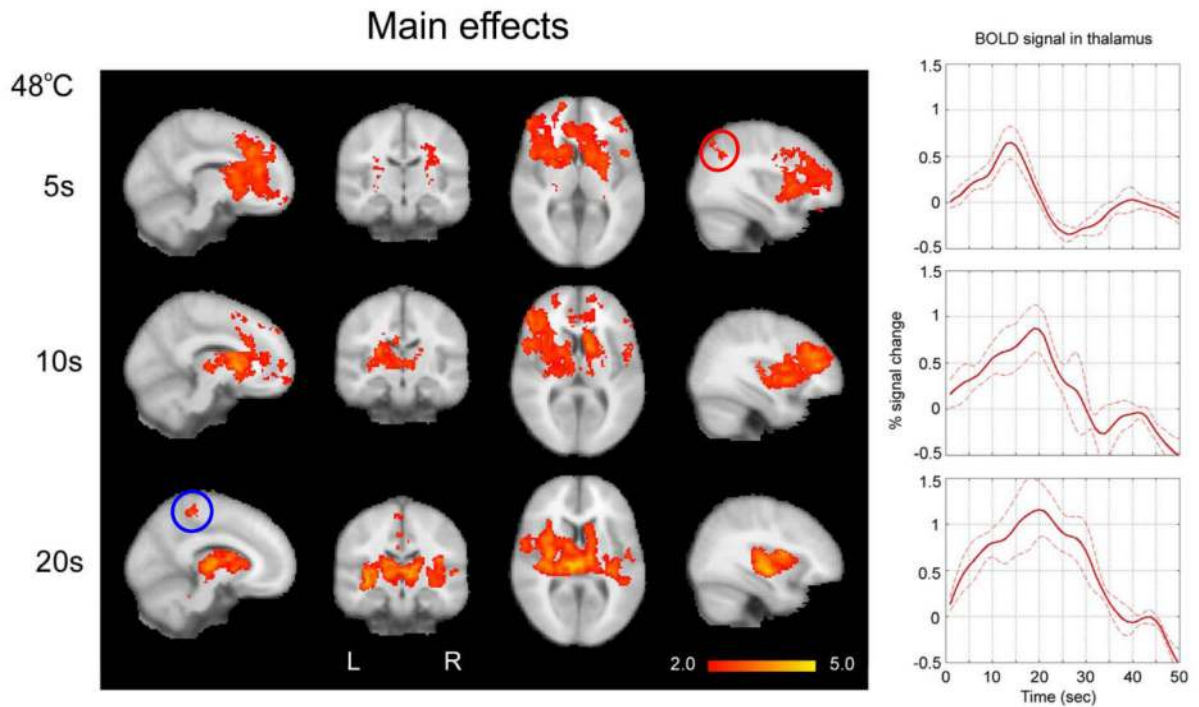 Main effects
48°C
5s
10s
20s
L R
2.0 5.0
BOLD signal in thalamus
1.5
1
0.5
0
-0.5
1.5
1
0.5
0
-0.5
1.5
1
0.5
0
-0.5
% signal change
0 10 20 30 40 50
Time (sec)